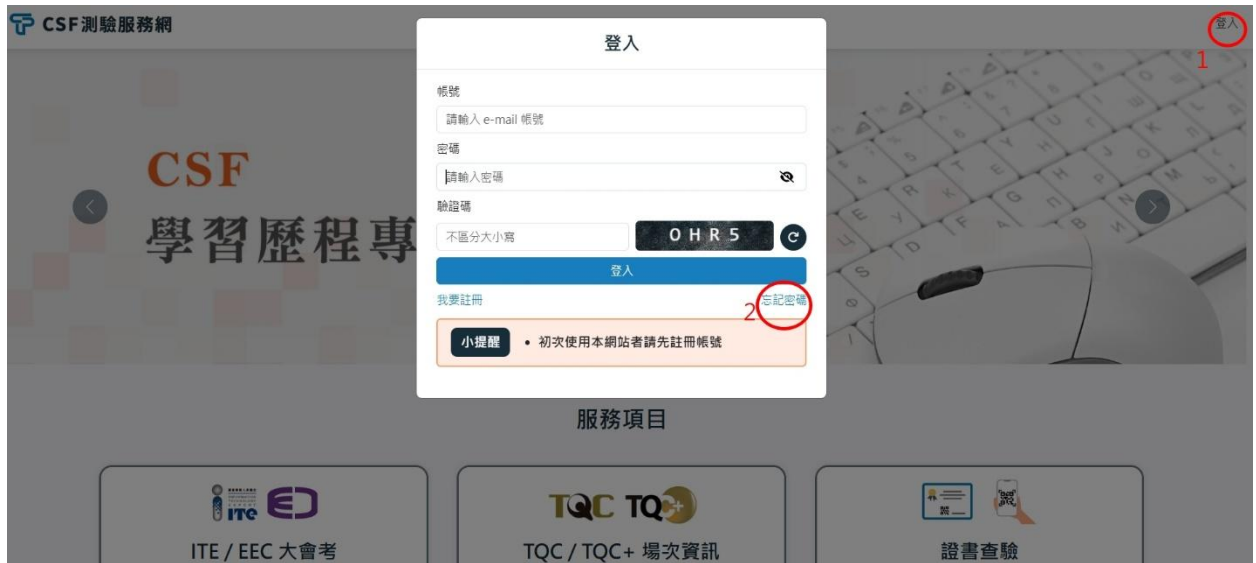 CSF測驗服務網
登入
1
CSF
學習歷程專
登入
帳號
請輸入 e-mail 帳號
密碼
請輸入密碼
驗證碼
不區分大小寫
OHR5
登入
我要註冊
忘記密碼
2
小提醒
• 初次使用本網站者請先註冊帳號
服務項目
ITE
ITE / EEC 大會考
TQC TQC+
TQC / TQC+ 場次資訊
證書查驗